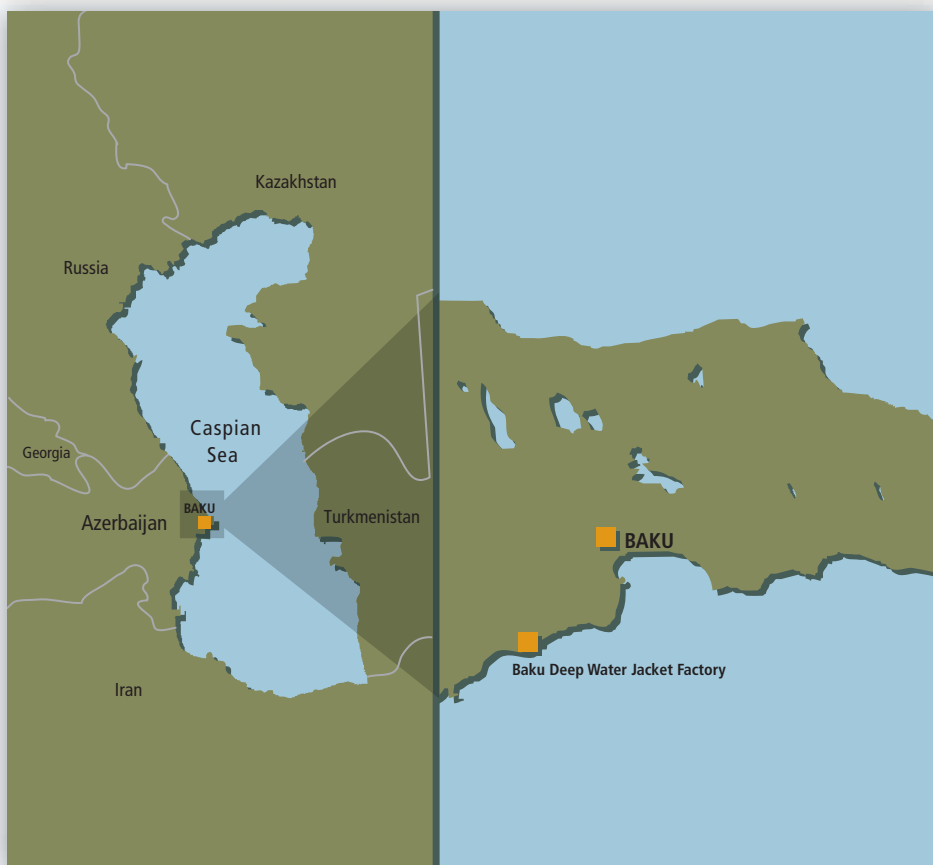 Kazakhstan
Russia
Caspian
Sea
Georgia
BAKU
Azerbaijan
Turkmenistan
Iran
BAKU
Baku Deep Water Jacket Factory